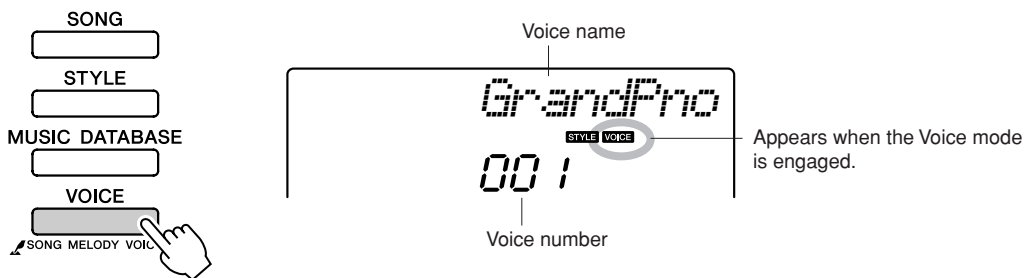 SONG
STYLE
MUSIC DATABASE
VOICE
SONG MELODY VOIC
Voice name
GrandPno
STYLE VOICE
Appears when the Voice mode
is engaged.
001
Voice number